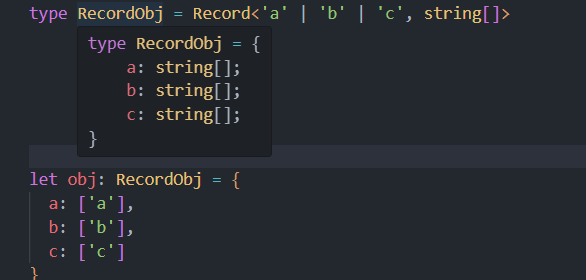 type RecordObj = Record<'a' | 'b' | 'c', string[]>
type RecordObj = {
    a: string[];
    b: string[];
    c: string[];
}
let obj: RecordObj = {
  a: ['a'],
  b: ['b'],
  c: ['c']
}